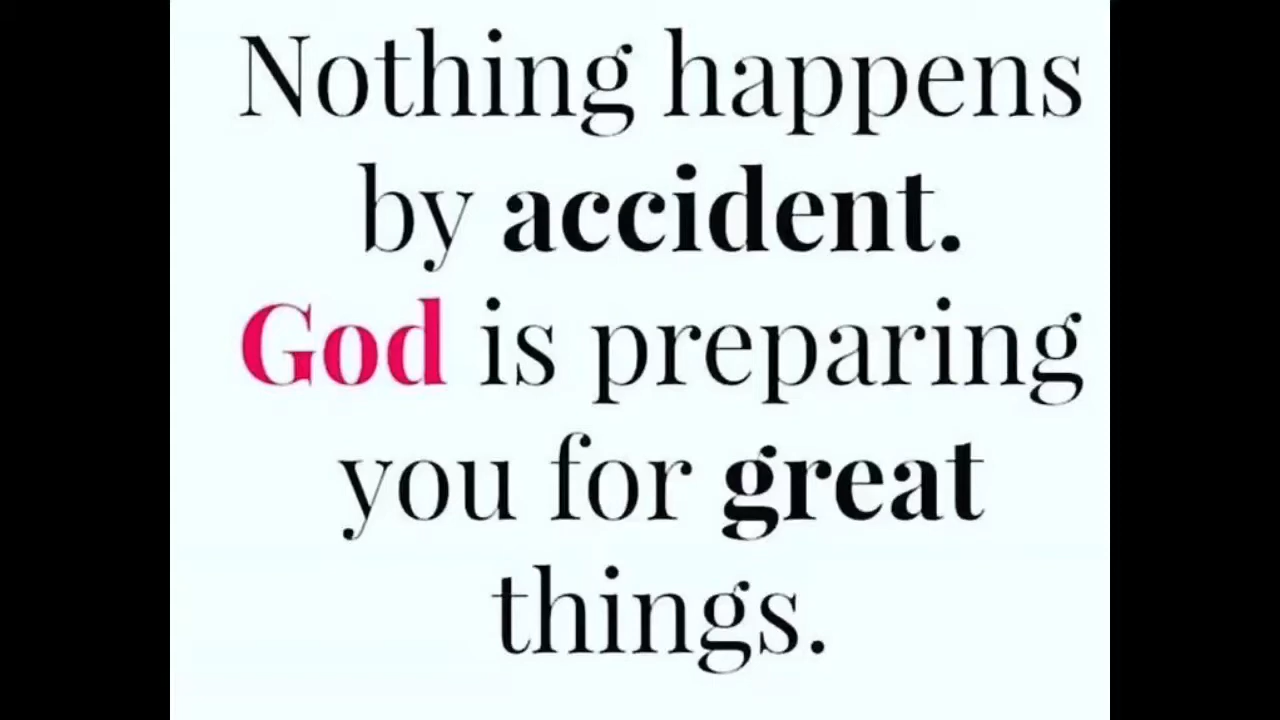 Nothing happens
by accident.
God is preparing
you for great
things.